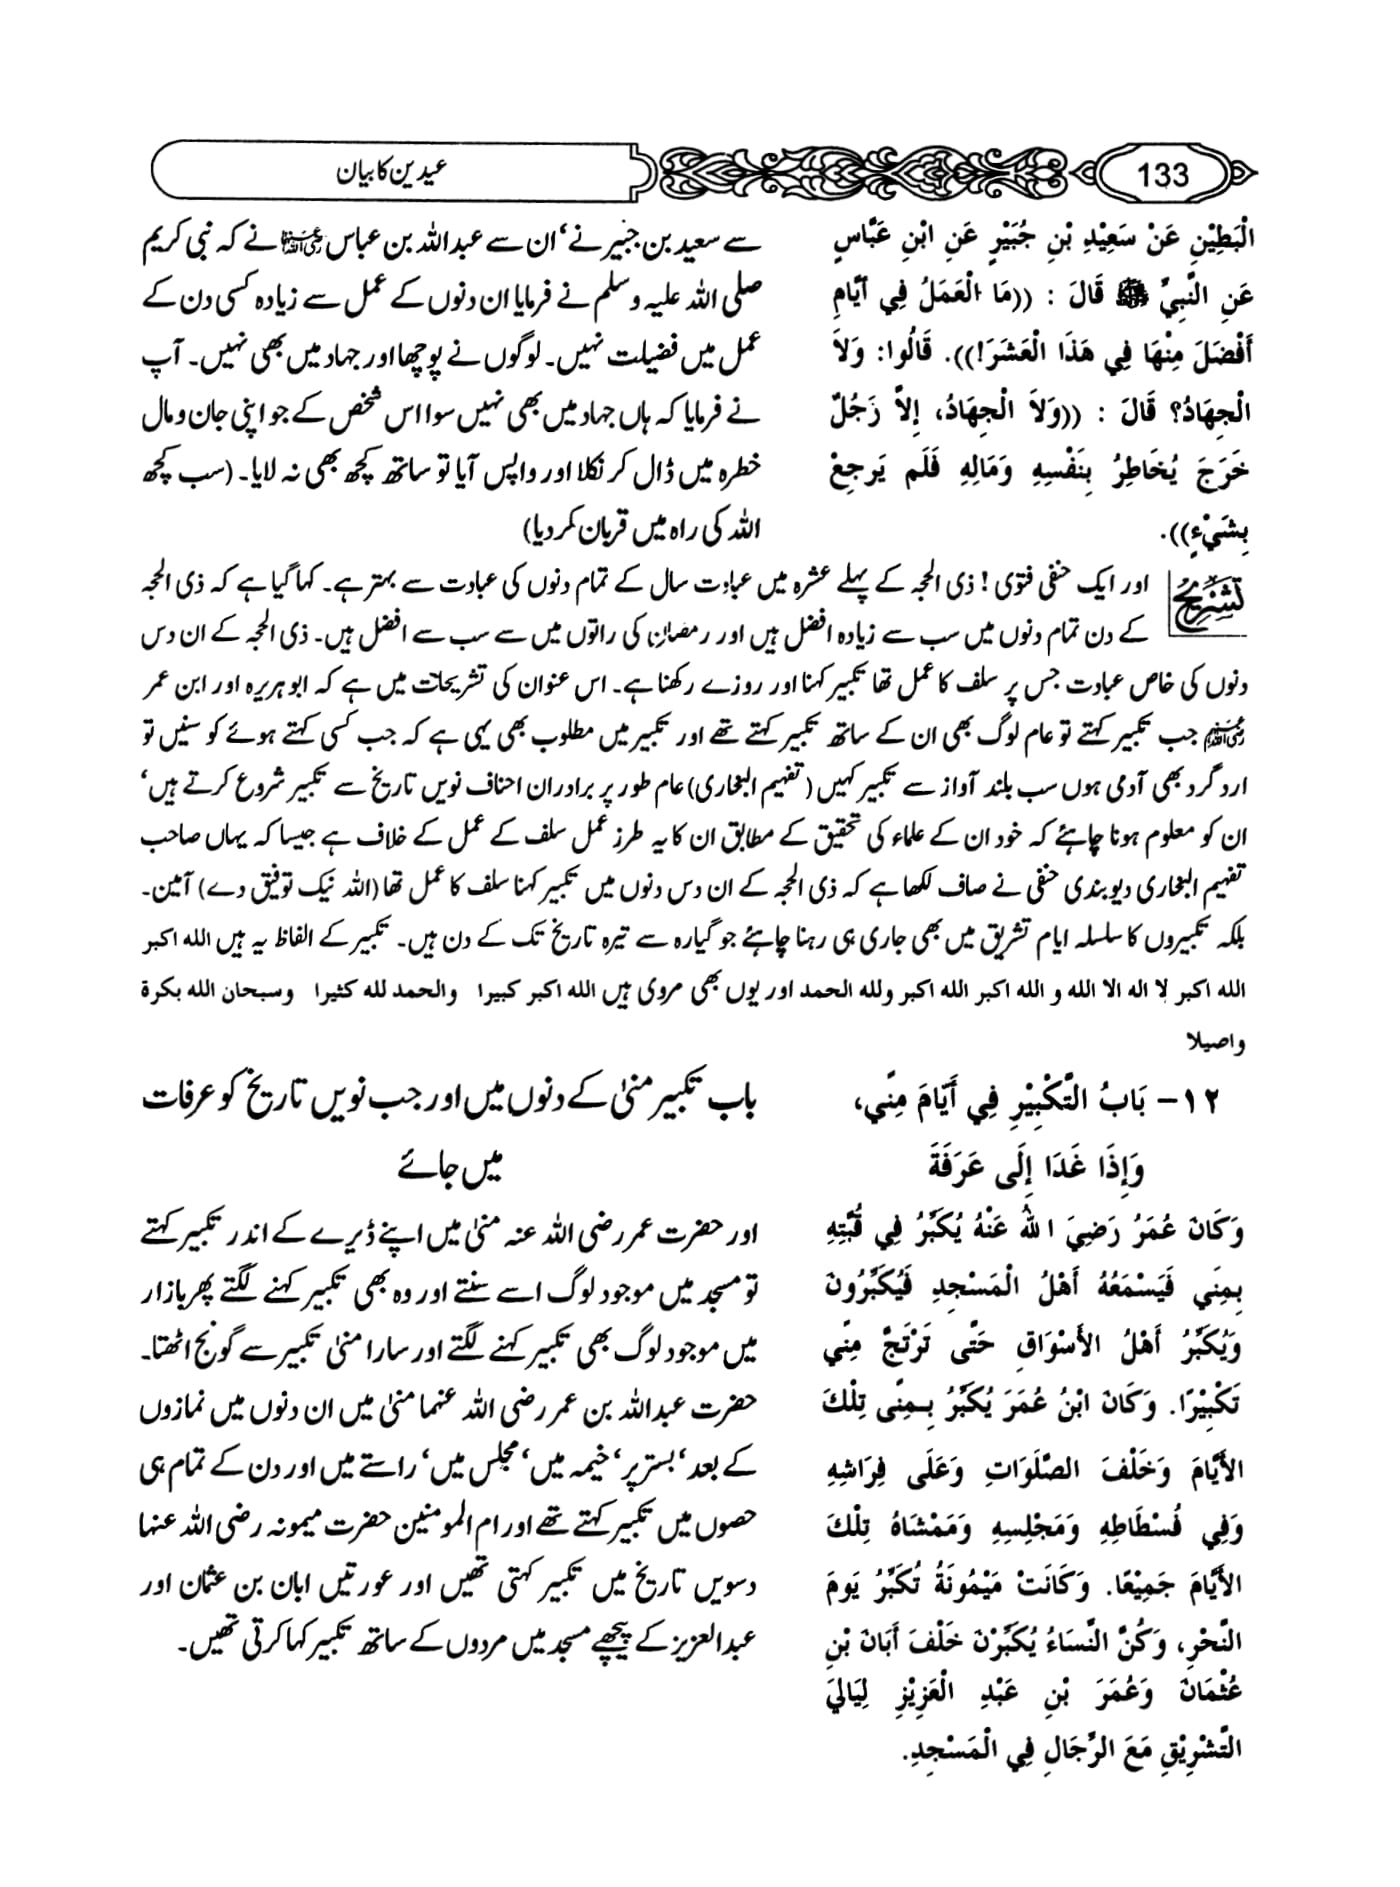 133
عیدین کا بیان
الْبَطِيْنِ عَنْ سَعِيْدِ بْنِ جُبَيْرٍ عَنِ ابْنِ عَبَّاسٍ
عَنِ النَّبِيِّ ﷺ قَالَ : ((مَا الْعَمَلُ فِي أَيَّامِ
أَفْضَلَ مِنْهَا فِي هَذَا الْعَشَرَ!)). قَالُوا: وَلاَ
الْجِهَادُ؟ قَالَ : ((وَلاَ الْجِهَادُ، إِلاَّ رَجُلٌ
خَرَجَ يُخَاطِرُ بِنَفْسِهِ وَمَالِهِ فَلَم يَرجِعْ
بِشَيْءٍ)).
سے سعید بن جبیر نے‘ ان سے عبداللہ بن عباس رضی اللہ عنہما نے کہ نبی کریم
صلی اللہ علیہ وسلم نے فرمایا ان دنوں کے عمل سے زیادہ کسی دن کے
عمل میں فضیلت نہیں۔ لوگوں نے پوچھا اور جہاد میں بھی نہیں۔ آپ
نے فرمایا کہ ہاں جہاد میں بھی نہیں سوا اس شخص کے جو اپنی جان و مال
خطرہ میں ڈال کر نکلا اور واپس آیا تو ساتھ کچھ بھی نہ لایا۔ (سب کچھ
اللہ کی راہ میں قربان کر دیا)
تشریح اور ایک حنفی فتویٰ! ذی الحجہ کے پہلے عشرہ میں عبادت سال کے تمام دنوں کی عبادت سے بہتر ہے۔ کہا گیا ہے کہ ذی الحجہ
کے دن تمام دنوں میں سب سے زیادہ افضل ہیں اور رمضان کی راتوں میں سے سب سے افضل ہیں۔ ذی الحجہ کے ان دس
دنوں کی خاص عبادت جس پر سلف کا عمل تھا تکبیر کہنا اور روزے رکھنا ہے۔ اس عنوان کی تشریحات میں ہے کہ ابو ہریرہ اور ابن عمر
رضی اللہ عنہم جب تکبیر کہتے تو عام لوگ بھی ان کے ساتھ تکبیر کہتے تھے اور تکبیر میں مطلوب بھی یہی ہے کہ جب کسی کہتے ہوئے کو سنیں تو
ارد گرد بھی آدمی ہوں سب بلند آواز سے تکبیر کہیں (تفہیم البخاری) عام طور پر برادران احناف نویں تاریخ سے تکبیر شروع کرتے ہیں‘
ان کو معلوم ہونا چاہئے کہ خود ان کے علماء کی تحقیق کے مطابق ان کا یہ طرز عمل سلف کے عمل کے خلاف ہے جیسا کہ یہاں صاحب
تفہیم البخاری دیوبندی حنفی نے صاف لکھا ہے کہ ذی الحجہ کے ان دس دنوں میں تکبیر کہنا سلف کا عمل تھا (اللہ نیک توفیق دے) آمین۔
بلکہ تکبیروں کا سلسلہ ایام تشریق میں بھی جاری ہی رہنا چاہئے جو گیارہ سے تیرہ تاریخ تک کے دن ہیں۔ تکبیر کے الفاظ یہ ہیں الله اكبر
الله اكبر لا اله الا الله و الله اكبر الله اكبر ولله الحمد اور یوں بھی مروی ہیں الله اكبر كبيرا والحمد لله كثيرا وسبحان الله بكرة
واصيلا
١٢- بَابُ التَّكْبِيْرِ فِي أَيَّامَ مِنًي،
وَإِذَا غَدَا إِلَى عَرَفَةَ
باب تکبیر منیٰ کے دنوں میں اور جب نویں تاریخ کو عرفات
میں جائے
وَكَانَ عُمَرُ رَضِيَ اللهُ عَنْهُ يُكَبِّرُ فِي قُبَّتِهِ
بِمِنًي فَيَسْمَعُهُ أَهْلُ الْمَسْجِدِ فَيُكَبِّرُونَ
وَيُكَبِّرُ أَهْلُ الأَسْوَاقِ حَتَّى تَرْتَجَّ مِنًي
تَكْبِيْرًا. وَكَانَ ابْنُ عُمَرَ يُكَبِّرُ بِـمِنًى تِلْكَ
الأَيَّامَ وَخَلْفَ الصَّلَوَاتِ وَعَلَى فِرَاشِهِ
وَفِي فُسْطَاطِهِ وَمَجْلِسِهِ وَمَمْشَاهُ تِلْكَ
الأَيَّامَ جَمِيْعًا. وَكَانَتْ مَيْمُونَةُ تُكَبِّرُ يَومَ
النَّحْرِ، وَكُنَّ النِّسَاءُ يُكَبِّرْنَ خَلْفَ أَبَانَ بْنِ
عُثْمَانَ وَعُمَرَ بْنِ عَبْدِ الْعَزِيْزِ لَيَالِيَ
التَّشْرِيْقِ مَعَ الرِّجَالِ فِي الْمَسْجِدِ.
اور حضرت عمر رضی اللہ عنہ منیٰ میں اپنے ڈیرے کے اندر تکبیر کہتے
تو مسجد میں موجود لوگ اسے سنتے اور وہ بھی تکبیر کہنے لگتے پھر بازار
میں موجود لوگ بھی تکبیر کہنے لگتے اور سارا منیٰ تکبیر سے گونج اٹھتا۔
حضرت عبداللہ بن عمر رضی اللہ عنہما منیٰ میں ان دنوں میں نمازوں
کے بعد‘ بستر پر‘ خیمہ میں‘ مجلس میں‘ راستے میں اور دن کے تمام ہی
حصوں میں تکبیر کہتے تھے اور ام المومنین حضرت میمونہ رضی اللہ عنہا
دسویں تاریخ میں تکبیر کہتی تھیں اور عورتیں ابان بن عثمان اور
عبدالعزیز کے پیچھے مسجد میں مردوں کے ساتھ تکبیر کہا کرتی تھیں۔